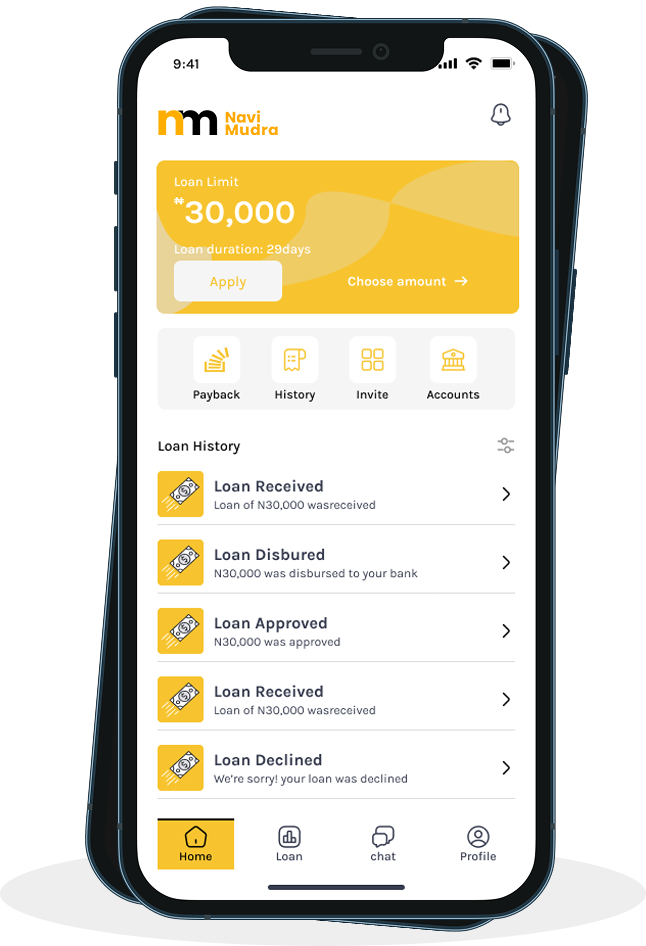 9:41
nm Navi
Mudra
Loan Limit
₦30,000
Loan duration: 29days
Apply
Choose amount →
Payback
History
Invite
Accounts
Loan History
Loan Received
Loan of N30,000 wasreceived
Loan Disbured
N30,000 was disbursed to your bank
Loan Approved
N30,000 was approved
Loan Received
Loan of N30,000 wasreceived
Loan Declined
We're sorry! your loan was declined
Home
Loan
chat
Profile